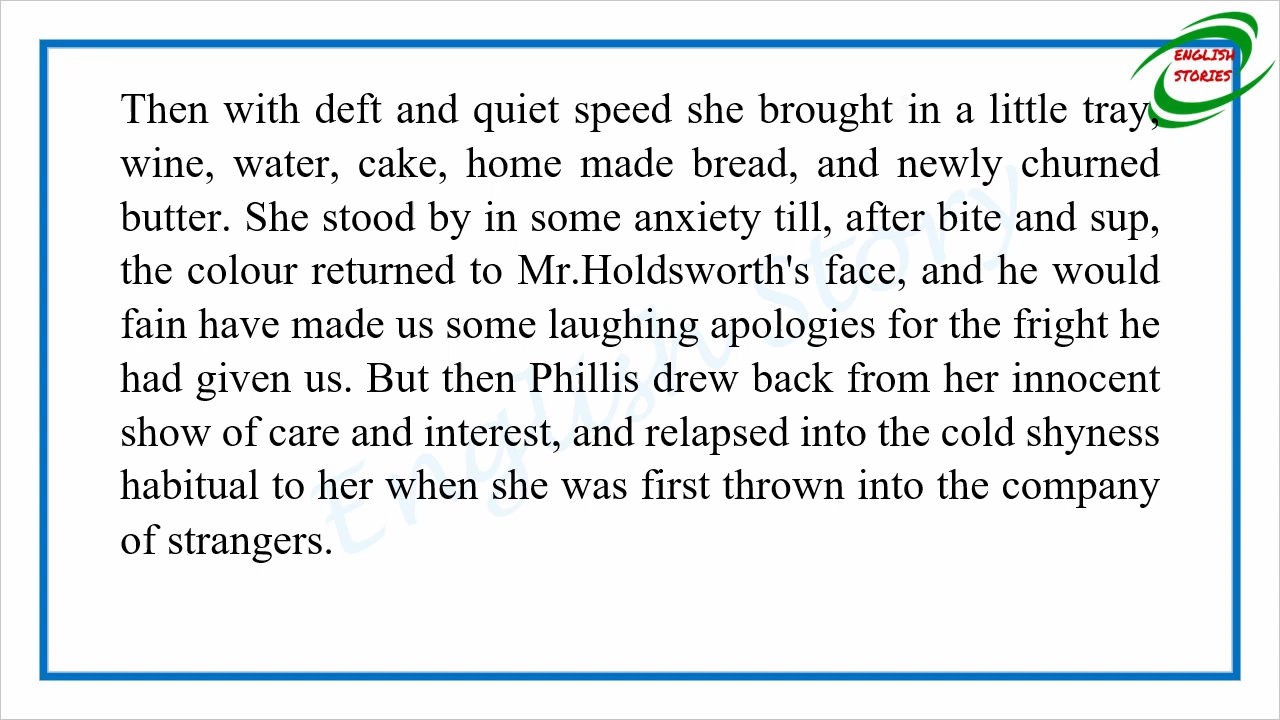 ENGLISH
STORIES
Then with deft and quiet speed she brought in a little tray,
wine, water, cake, home made bread, and newly churned
butter. She stood by in some anxiety till, after bite and sup,
the colour returned to Mr.Holdsworth's face, and he would
fain have made us some laughing apologies for the fright he
had given us. But then Phillis drew back from her innocent
show of care and interest, and relapsed into the cold shyness
habitual to her when she was first thrown into the company
of strangers.
English Story